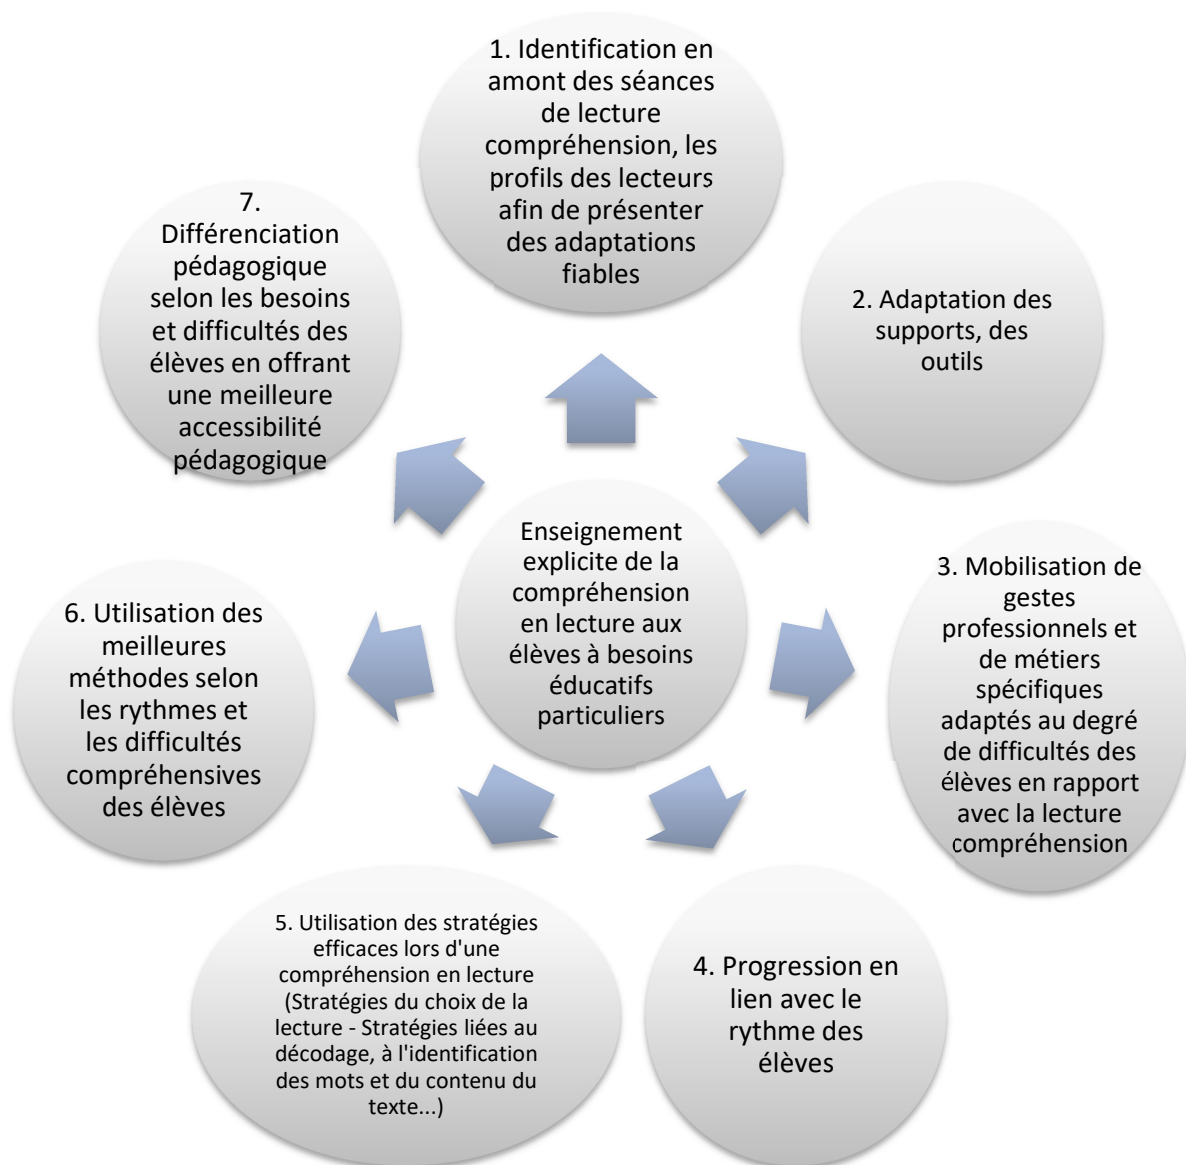 1. Identification en
amont des séances
de lecture
compréhension, les
profils des lecteurs
afin de présenter
des adaptations
fiables
2. Adaptation des
supports, des
outils
3. Mobilisation de
gestes
professionnels et
de métiers
spécifiques
adaptés au degré
de difficultés des
élèves en rapport
avec la lecture
compréhension
4. Progression en
lien avec le
rythme des
élèves
5. Utilisation des stratégies
efficaces lors d'une
compréhension en lecture
(Stratégies du choix de la
lecture - Stratégies liées au
décodage, à l'identification
des mots et du contenu du
texte...)
6. Utilisation des
meilleures
méthodes selon
les rythmes et
les difficultés
compréhensives
des élèves
7.
Différenciation
pédagogique
selon les besoins
et difficultés des
élèves en offrant
une meilleure
accessibilité
pédagogique
Enseignement
explicite de la
compréhension
en lecture aux
élèves à besoins
éducatifs
particuliers